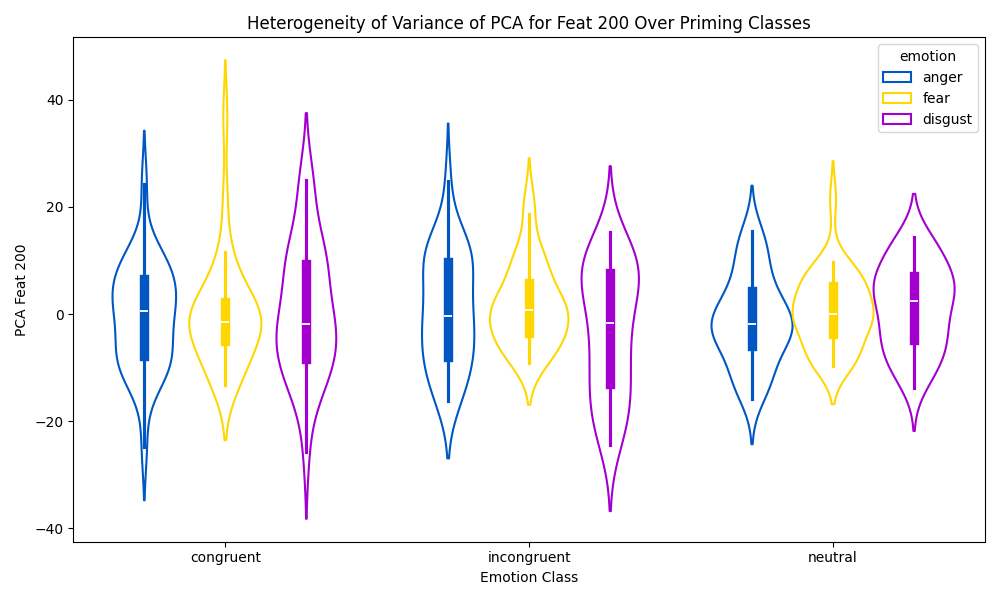 Heterogeneity of Variance of PCA for Feat 200 Over Priming Classes
emotion
anger
fear
disgust
PCA Feat 200
40
20
0
−20
−40
congruent
incongruent
neutral
Emotion Class